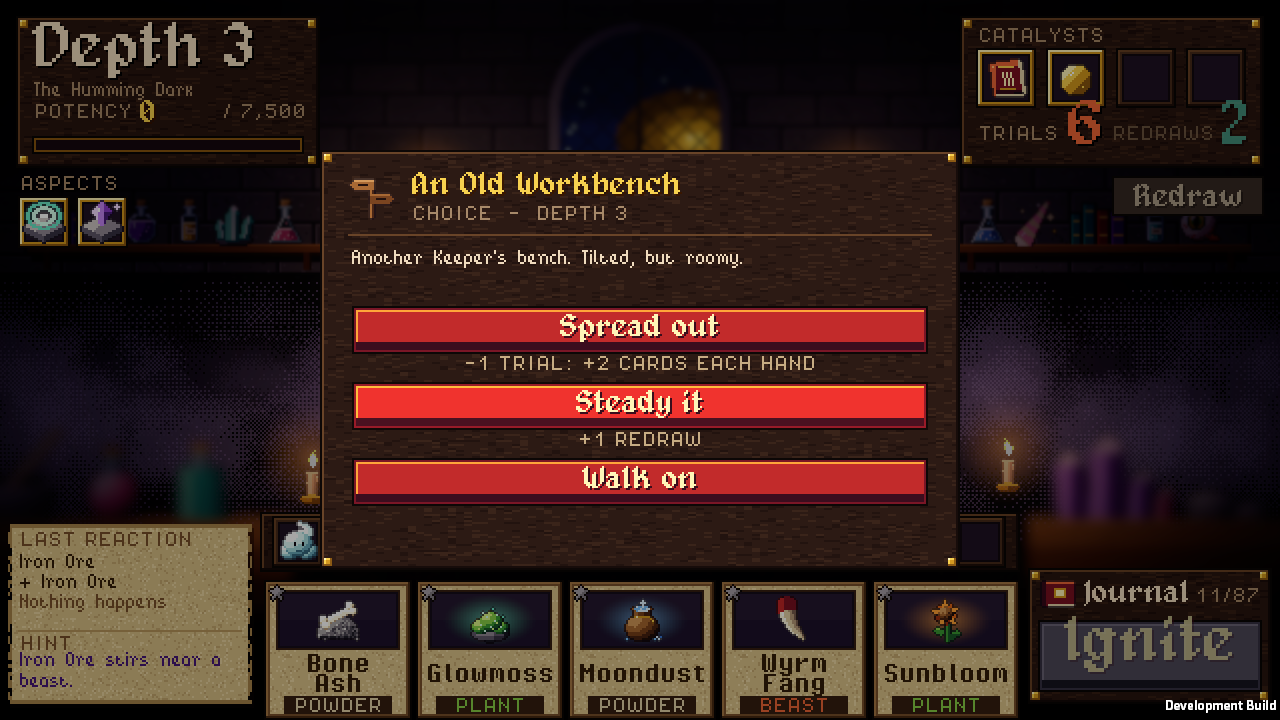 Depth 3
The Humming Dark
POTENCY 0 / 7,500
ASPECTS
CATALYSTS
TRIALS 6 REDRAWS 2
Redraw
An Old Workbench
CHOICE - DEPTH 3
Another Keeper's bench. Tilted, but roomy.
Spread out
-1 TRIAL: +2 CARDS EACH HAND
Steady it
+1 REDRAW
Walk on
LAST REACTION
Iron Ore
+ Iron Ore
Nothing happens
HINT
Iron Ore stirs near a
beast.
Bone
Ash
POWDER
Glowmoss
PLANT
Moondust
POWDER
Wyrm
Fang
BEAST
Sunbloom
PLANT
Journal 11/87
Ignite
Development Build